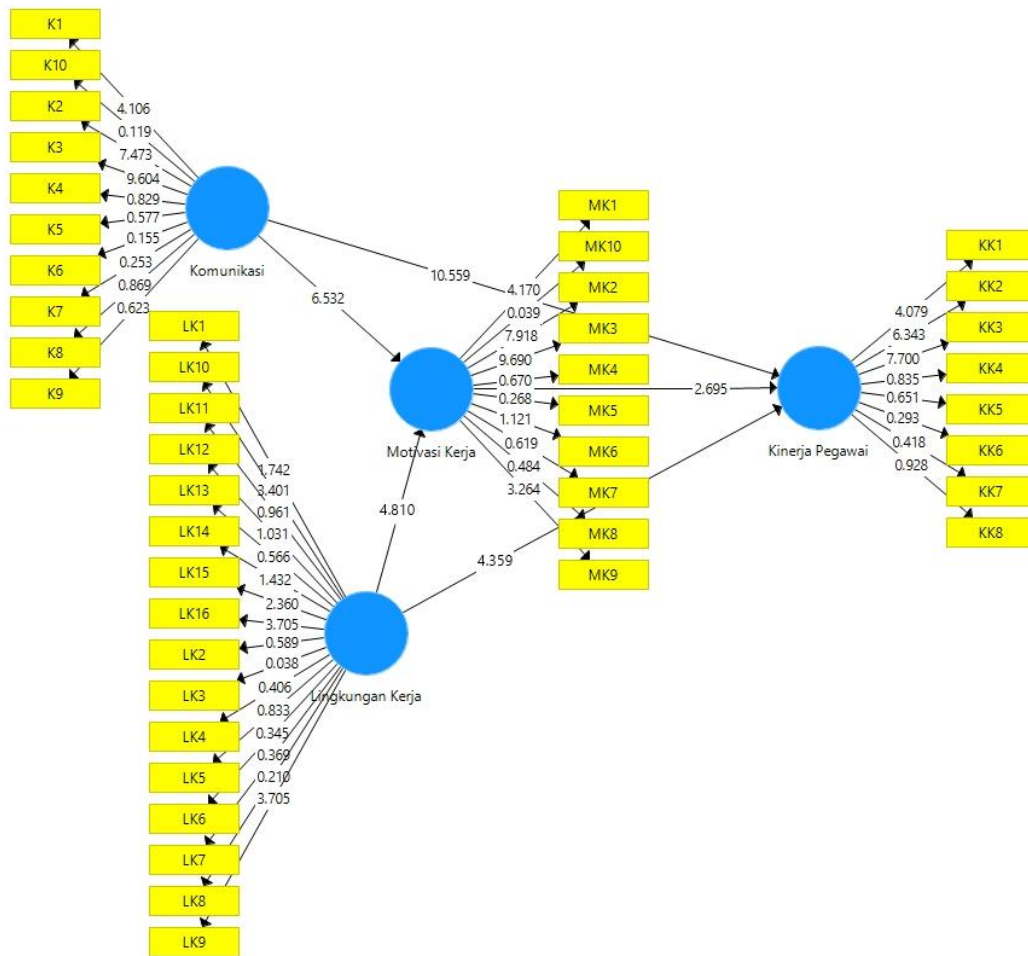 K1
K10
K2
K3
K4
K5
K6
K7
K8
K9
4.106
0.119
7.473
9.604
0.829
0.577
0.155
0.253
0.869
0.623
Komunikasi
10.559
6.532
LK1
LK10
LK11
LK12
LK13
LK14
LK15
LK16
LK2
LK3
LK4
LK5
LK6
LK7
LK8
LK9
1.742
3.401
0.961
1.031
0.566
1.432
2.360
3.705
0.589
0.038
0.406
0.833
0.345
0.369
0.210
3.705
Lingkungan Kerja
4.810
4.359
Motivasi Kerja
4.170
0.039
7.918
9.690
0.670
0.268
1.121
0.619
0.484
3.264
MK1
MK10
MK2
MK3
MK4
MK5
MK6
MK7
MK8
MK9
2.695
Kinerja Pegawai
4.079
6.343
7.700
0.835
0.651
0.293
0.418
0.928
KK1
KK2
KK3
KK4
KK5
KK6
KK7
KK8